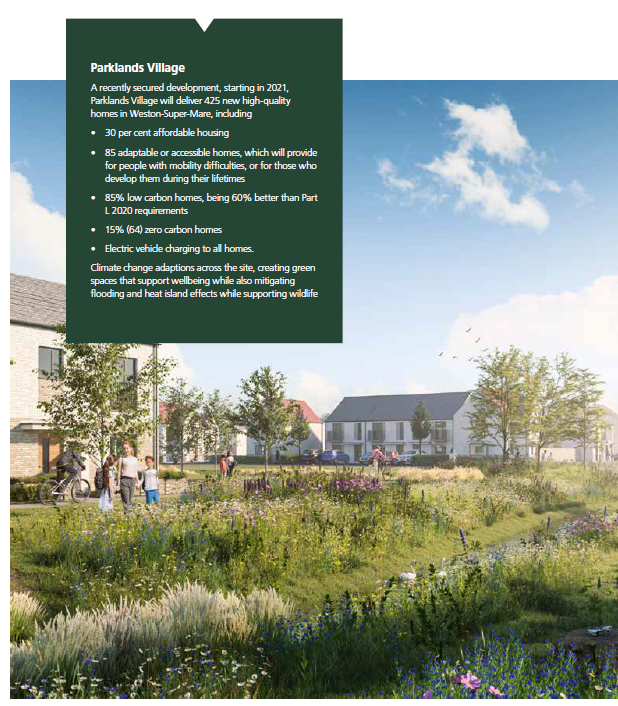 Parklands Village
A recently secured development, starting in 2021,
Parklands Village will deliver 425 new high-quality
homes in Weston-Super-Mare, including
• 30 per cent affordable housing
• 85 adaptable or accessible homes, which will provide
for people with mobility difficulties, or for those who
develop them during their lifetimes
• 85% low carbon homes, being 60% better than Part
L 2020 requirements
• 15% (64) zero carbon homes
• Electric vehicle charging to all homes.
Climate change adaptions across the site, creating green
spaces that support wellbeing while also mitigating
flooding and heat island effects while supporting wildlife